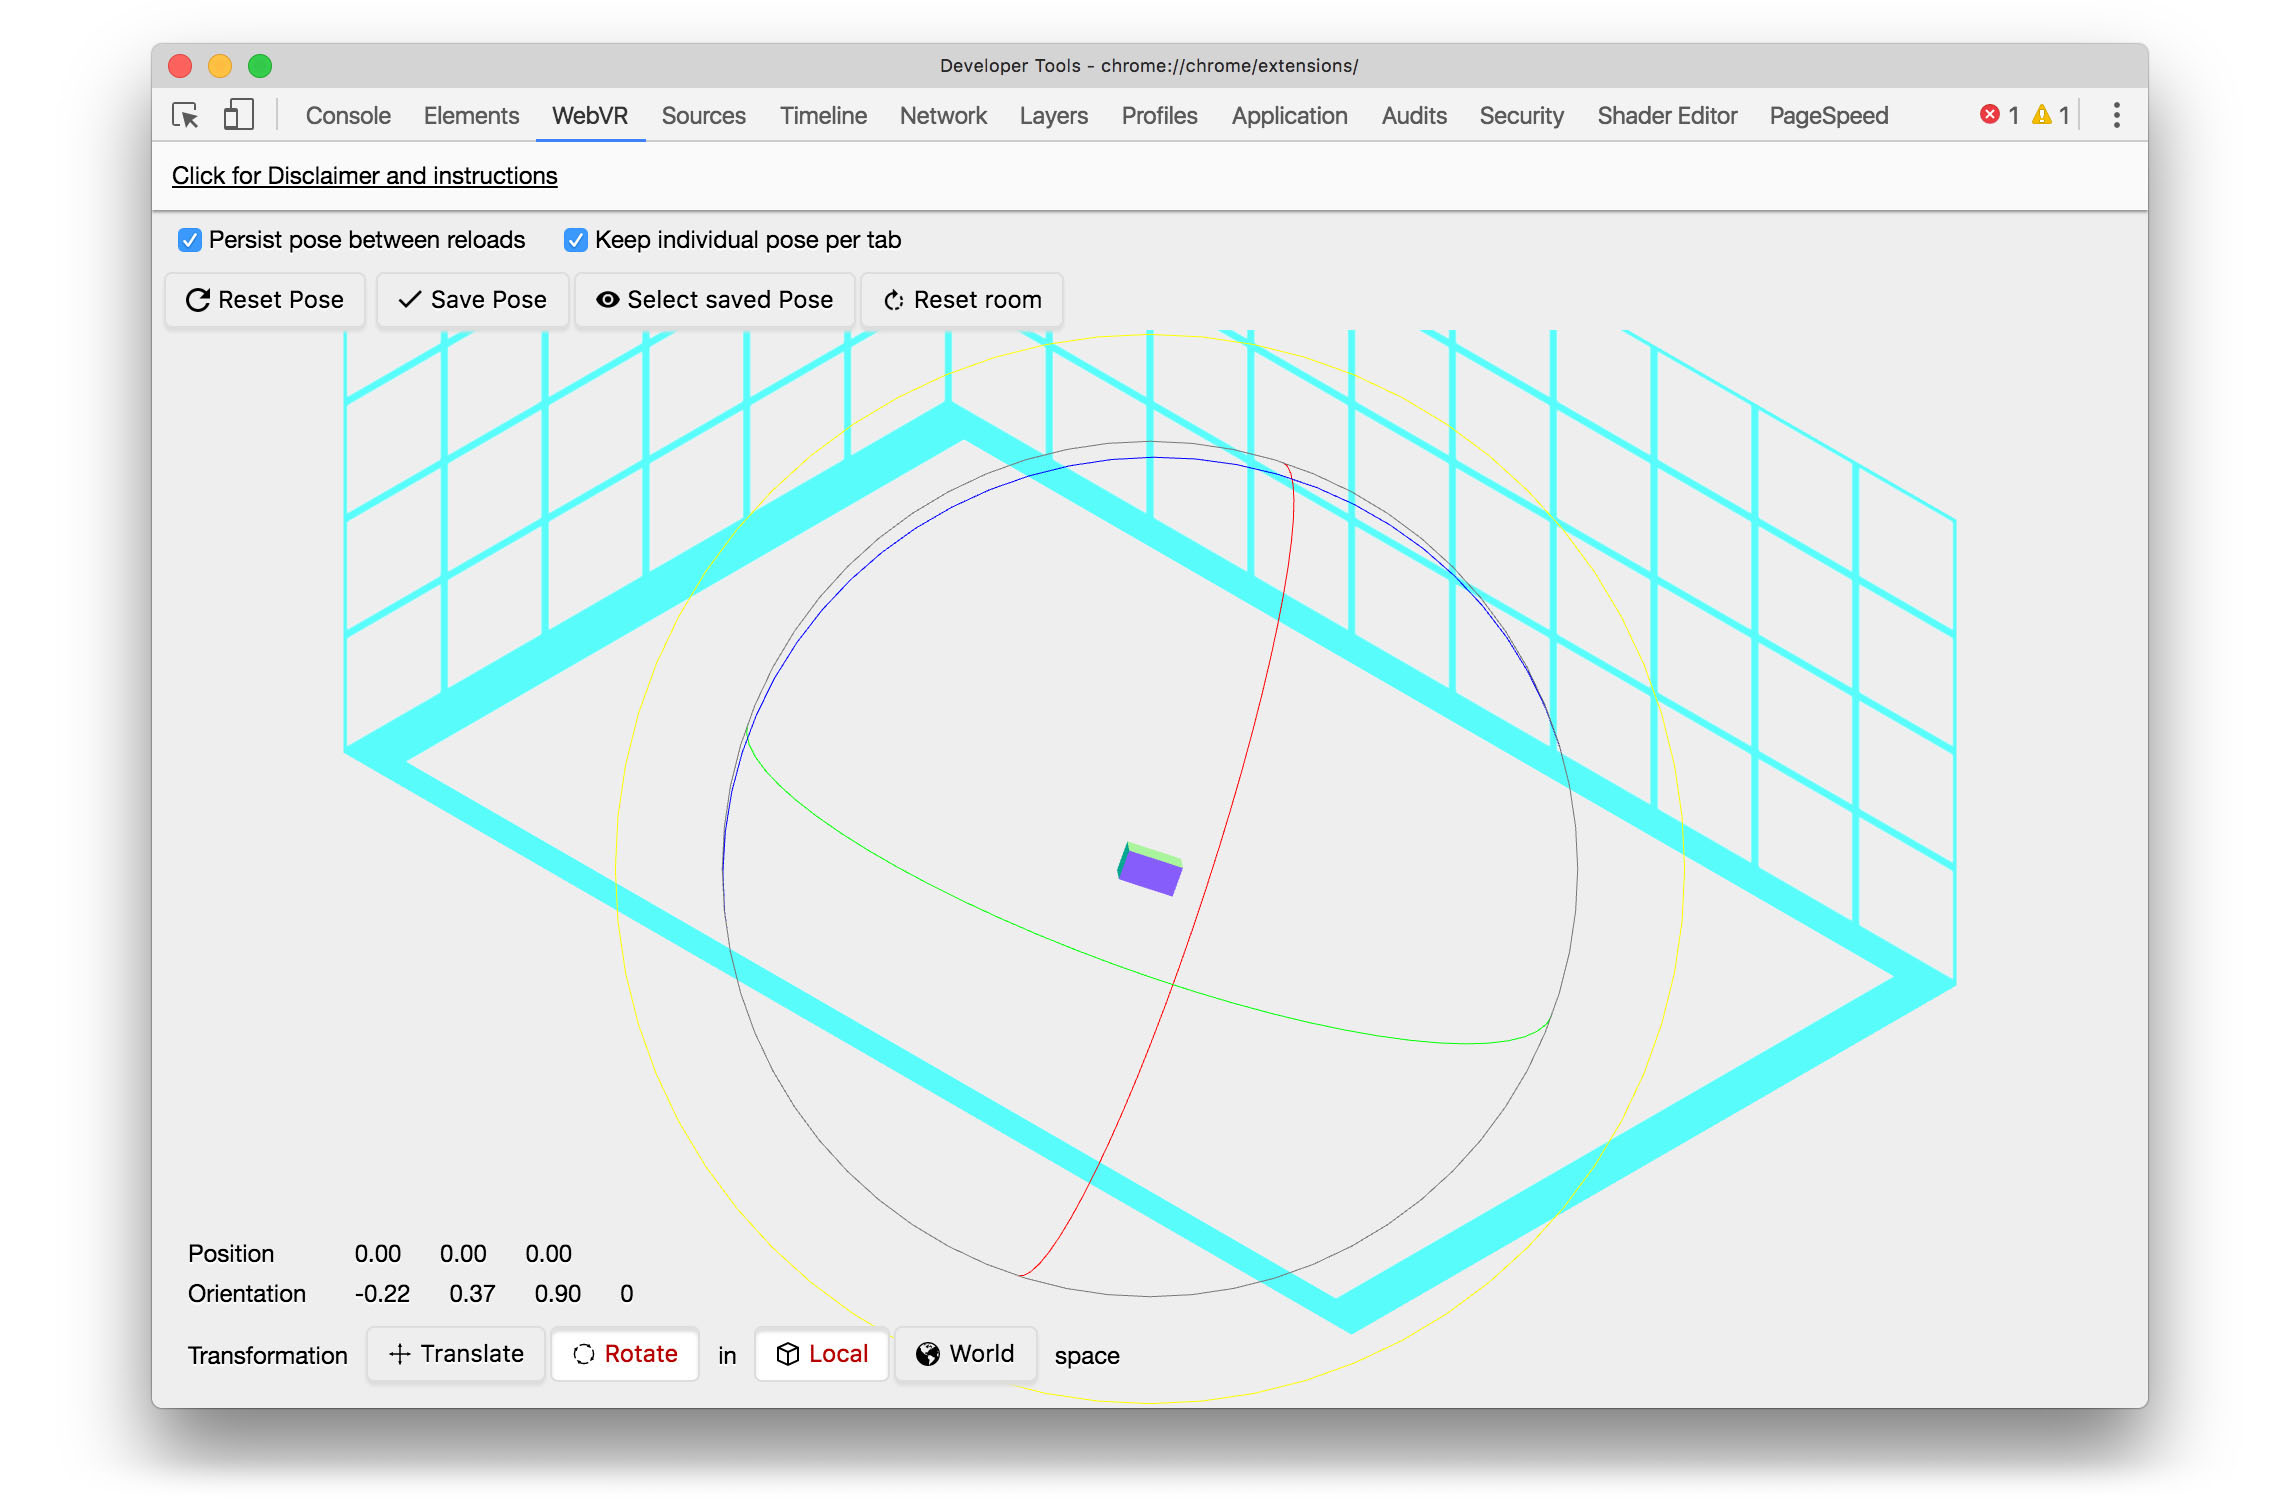 Developer Tools - chrome://chrome/extensions/
Console Elements WebVR Sources Timeline Network Layers Profiles Application Audits Security Shader Editor PageSpeed 1 1
Click for Disclaimer and instructions
Persist pose between reloads Keep individual pose per tab
Reset Pose Save Pose Select saved Pose Reset room
Position 0.00 0.00 0.00
Orientation -0.22 0.37 0.90 0
Transformation Translate Rotate in Local World space